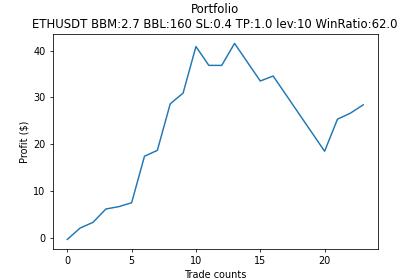 Portfolio
ETHUSDT BBM:2.7 BBL:160 SL:0.4 TP:1.0 lev:10 WinRatio:62.0
Profit ($)
40
30
20
10
0
0
5
10
15
20
Trade counts